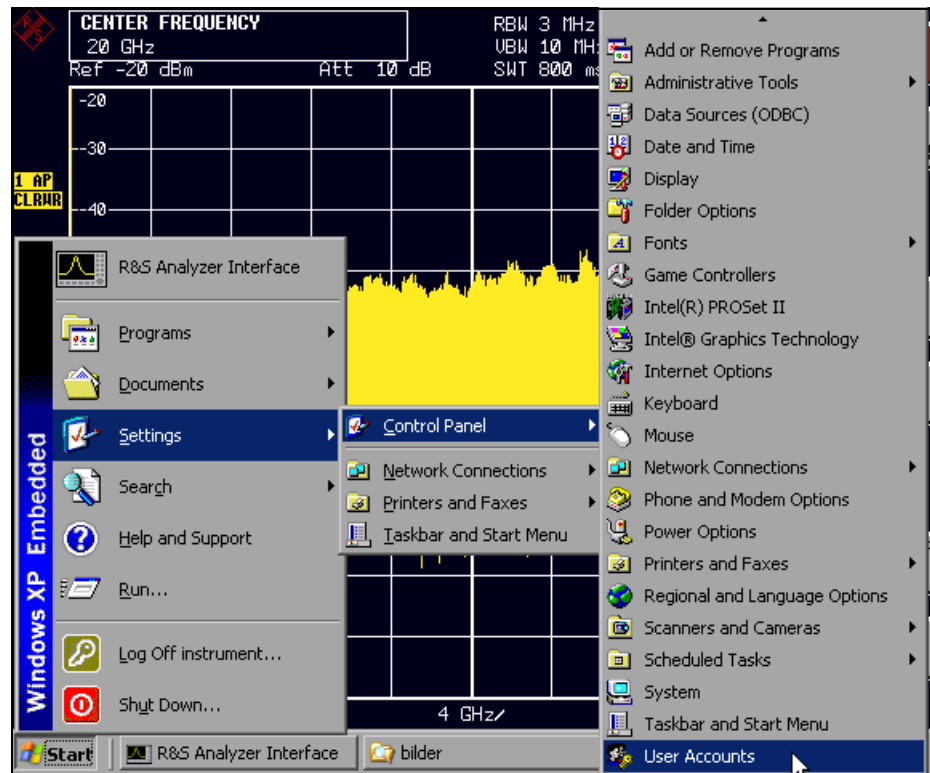 R S
CENTER FREQUENCY
20 GHz
RBW 3 MHz
VBW 10 MH
Ref -20 dBm
Att 10 dB
SWT 800 ms
-20
-30
-40
1 AP
CLRWR
4 GHz/
Windows XP Embedded
R&S Analyzer Interface
Programs
Documents
Settings
Search
Help and Support
Run...
Log Off instrument...
Shut Down...
Control Panel
Network Connections
Printers and Faxes
Taskbar and Start Menu
Add or Remove Programs
Administrative Tools
Data Sources (ODBC)
Date and Time
Display
Folder Options
Fonts
Game Controllers
Intel(R) PROSet II
Intel® Graphics Technology
Internet Options
Keyboard
Mouse
Network Connections
Phone and Modem Options
Power Options
Printers and Faxes
Regional and Language Options
Scanners and Cameras
Scheduled Tasks
System
Taskbar and Start Menu
User Accounts
Start
R&S Analyzer Interface
bilder